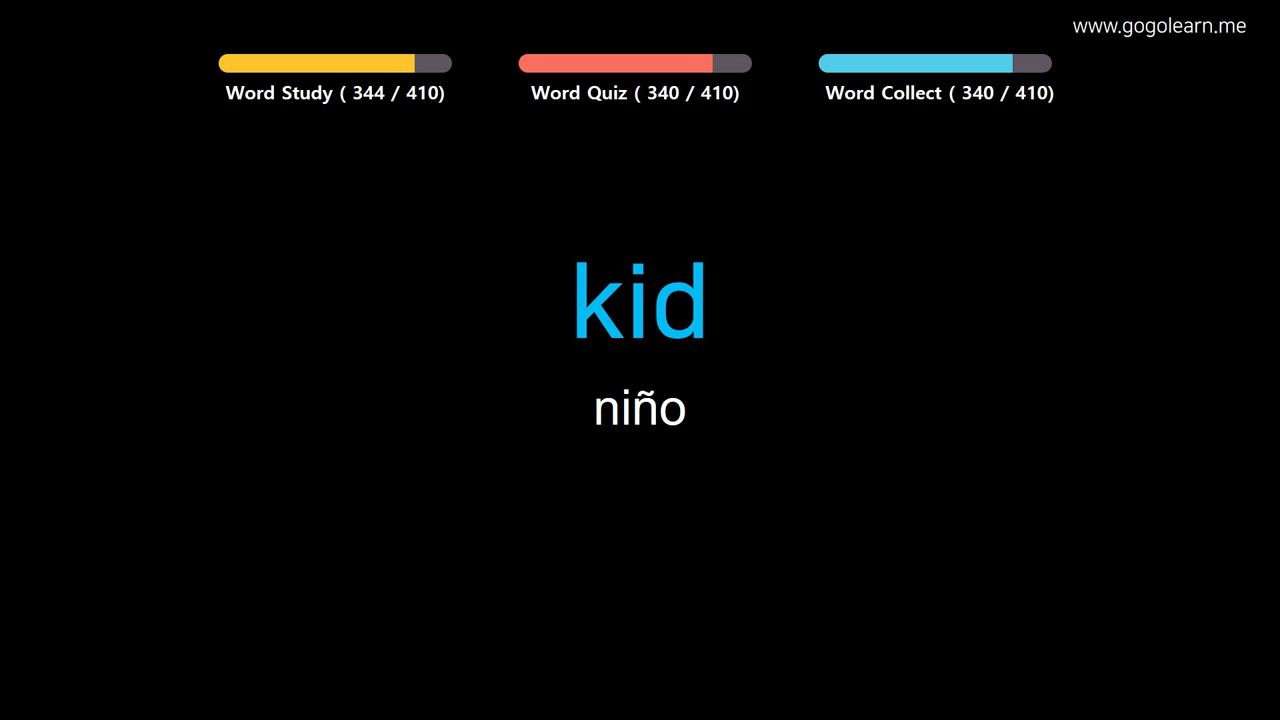 www.gogolearn.me
Word Study ( 344 / 410)
Word Quiz ( 340 / 410)
Word Collect ( 340 / 410)
kid
niño